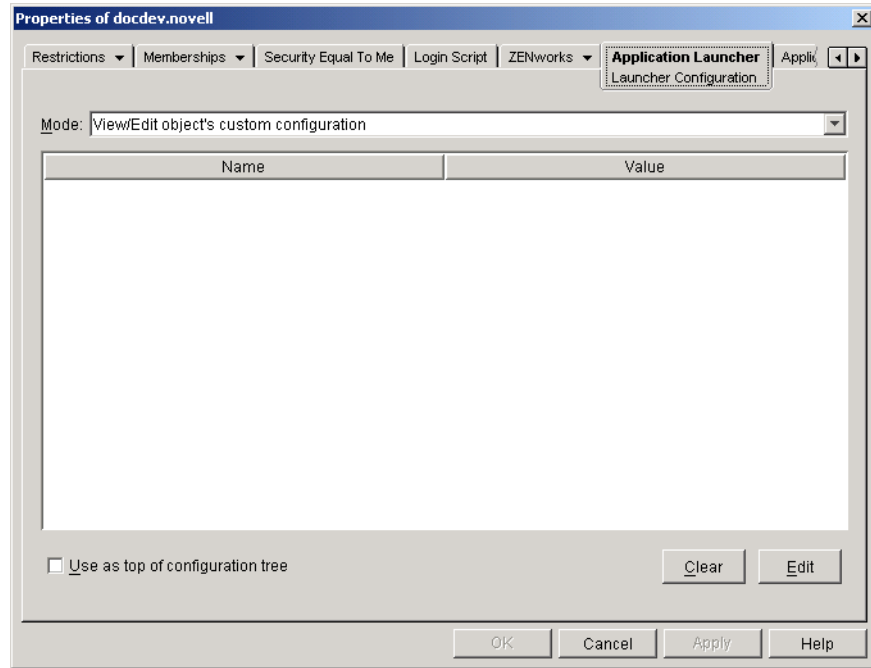 Properties of docdev.novell
Restrictions Memberships Security Equal To Me Login Script ZENworks Application Launcher
Launcher Configuration
Mode: View/Edit object's custom configuration
Name Value
Use as top of configuration tree Clear Edit
OK Cancel Apply Help